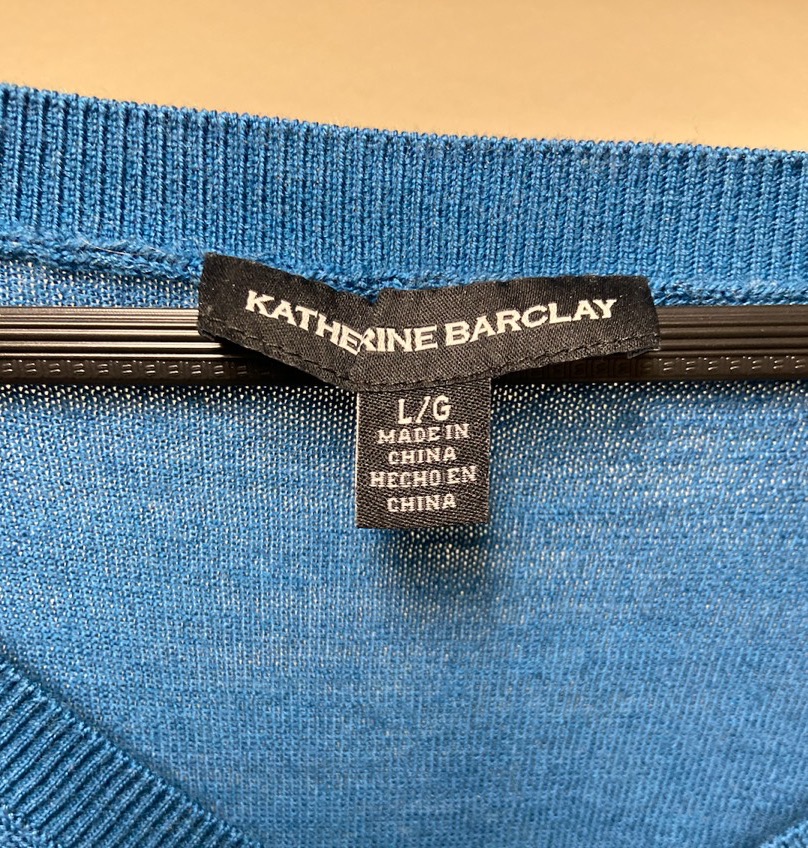 KATHERINE BARCLAY
L/G
MADE IN
CHINA
HECHO EN
CHINA